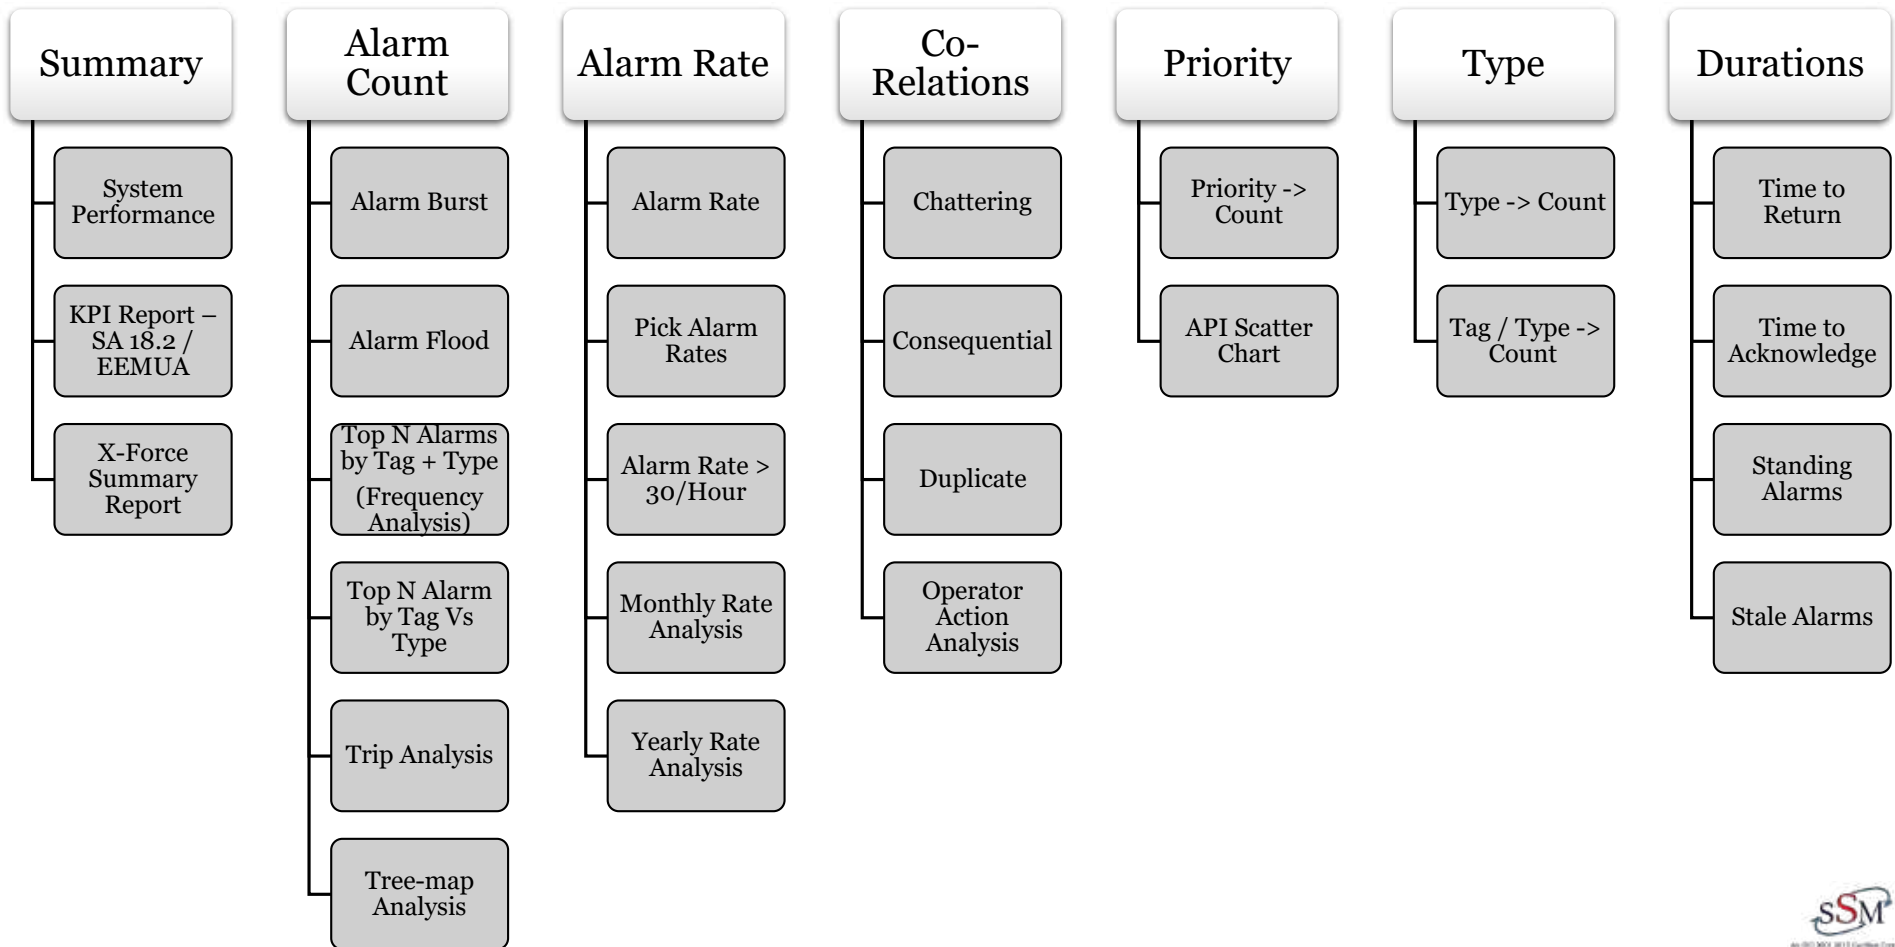 Summary
System
Performance
KPI Report –
SA 18.2 /
EEMUA
X-Force
Summary
Report
Alarm
Count
Alarm Burst
Alarm Flood
Top N Alarms
by Tag + Type
(Frequency
Analysis)
Top N Alarm
by Tag Vs
Type
Trip Analysis
Tree-map
Analysis
Alarm Rate
Alarm Rate
Pick Alarm
Rates
Alarm Rate >
30/Hour
Monthly Rate
Analysis
Yearly Rate
Analysis
Co-
Relations
Chattering
Consequential
Duplicate
Operator
Action
Analysis
Priority
Priority ->
Count
API Scatter
Chart
Type
Type -> Count
Tag / Type ->
Count
Durations
Time to
Return
Time to
Acknowledge
Standing
Alarms
Stale Alarms
SSM